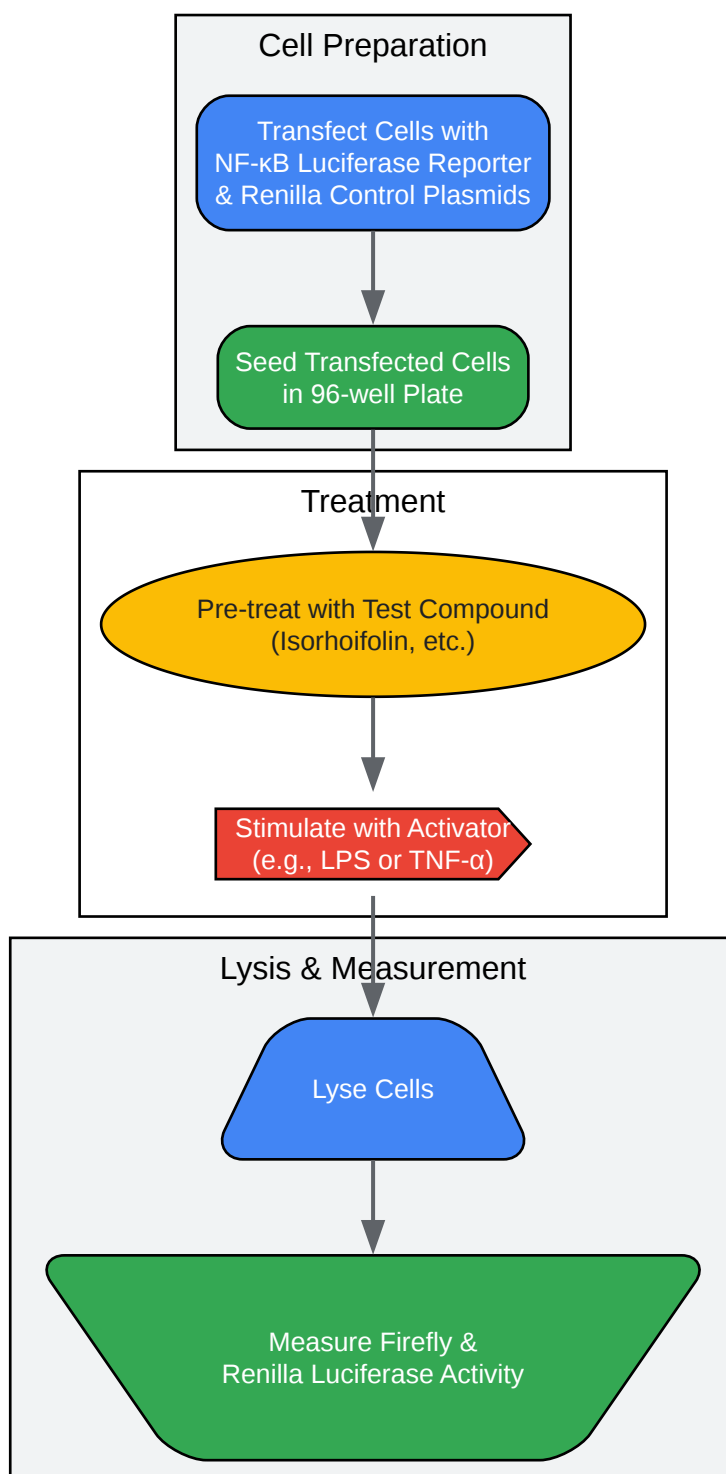 Cell Preparation
Transfect Cells with
NF-κB Luciferase Reporter
& Renilla Control Plasmids
Seed Transfected Cells
in 96-well Plate
Treatment
Pre-treat with Test Compound
(Isorhoifolin, etc.)
Stimulate with Activator
(e.g., LPS or TNF-α)
Lysis & Measurement
Lyse Cells
Measure Firefly &
Renilla Luciferase Activity